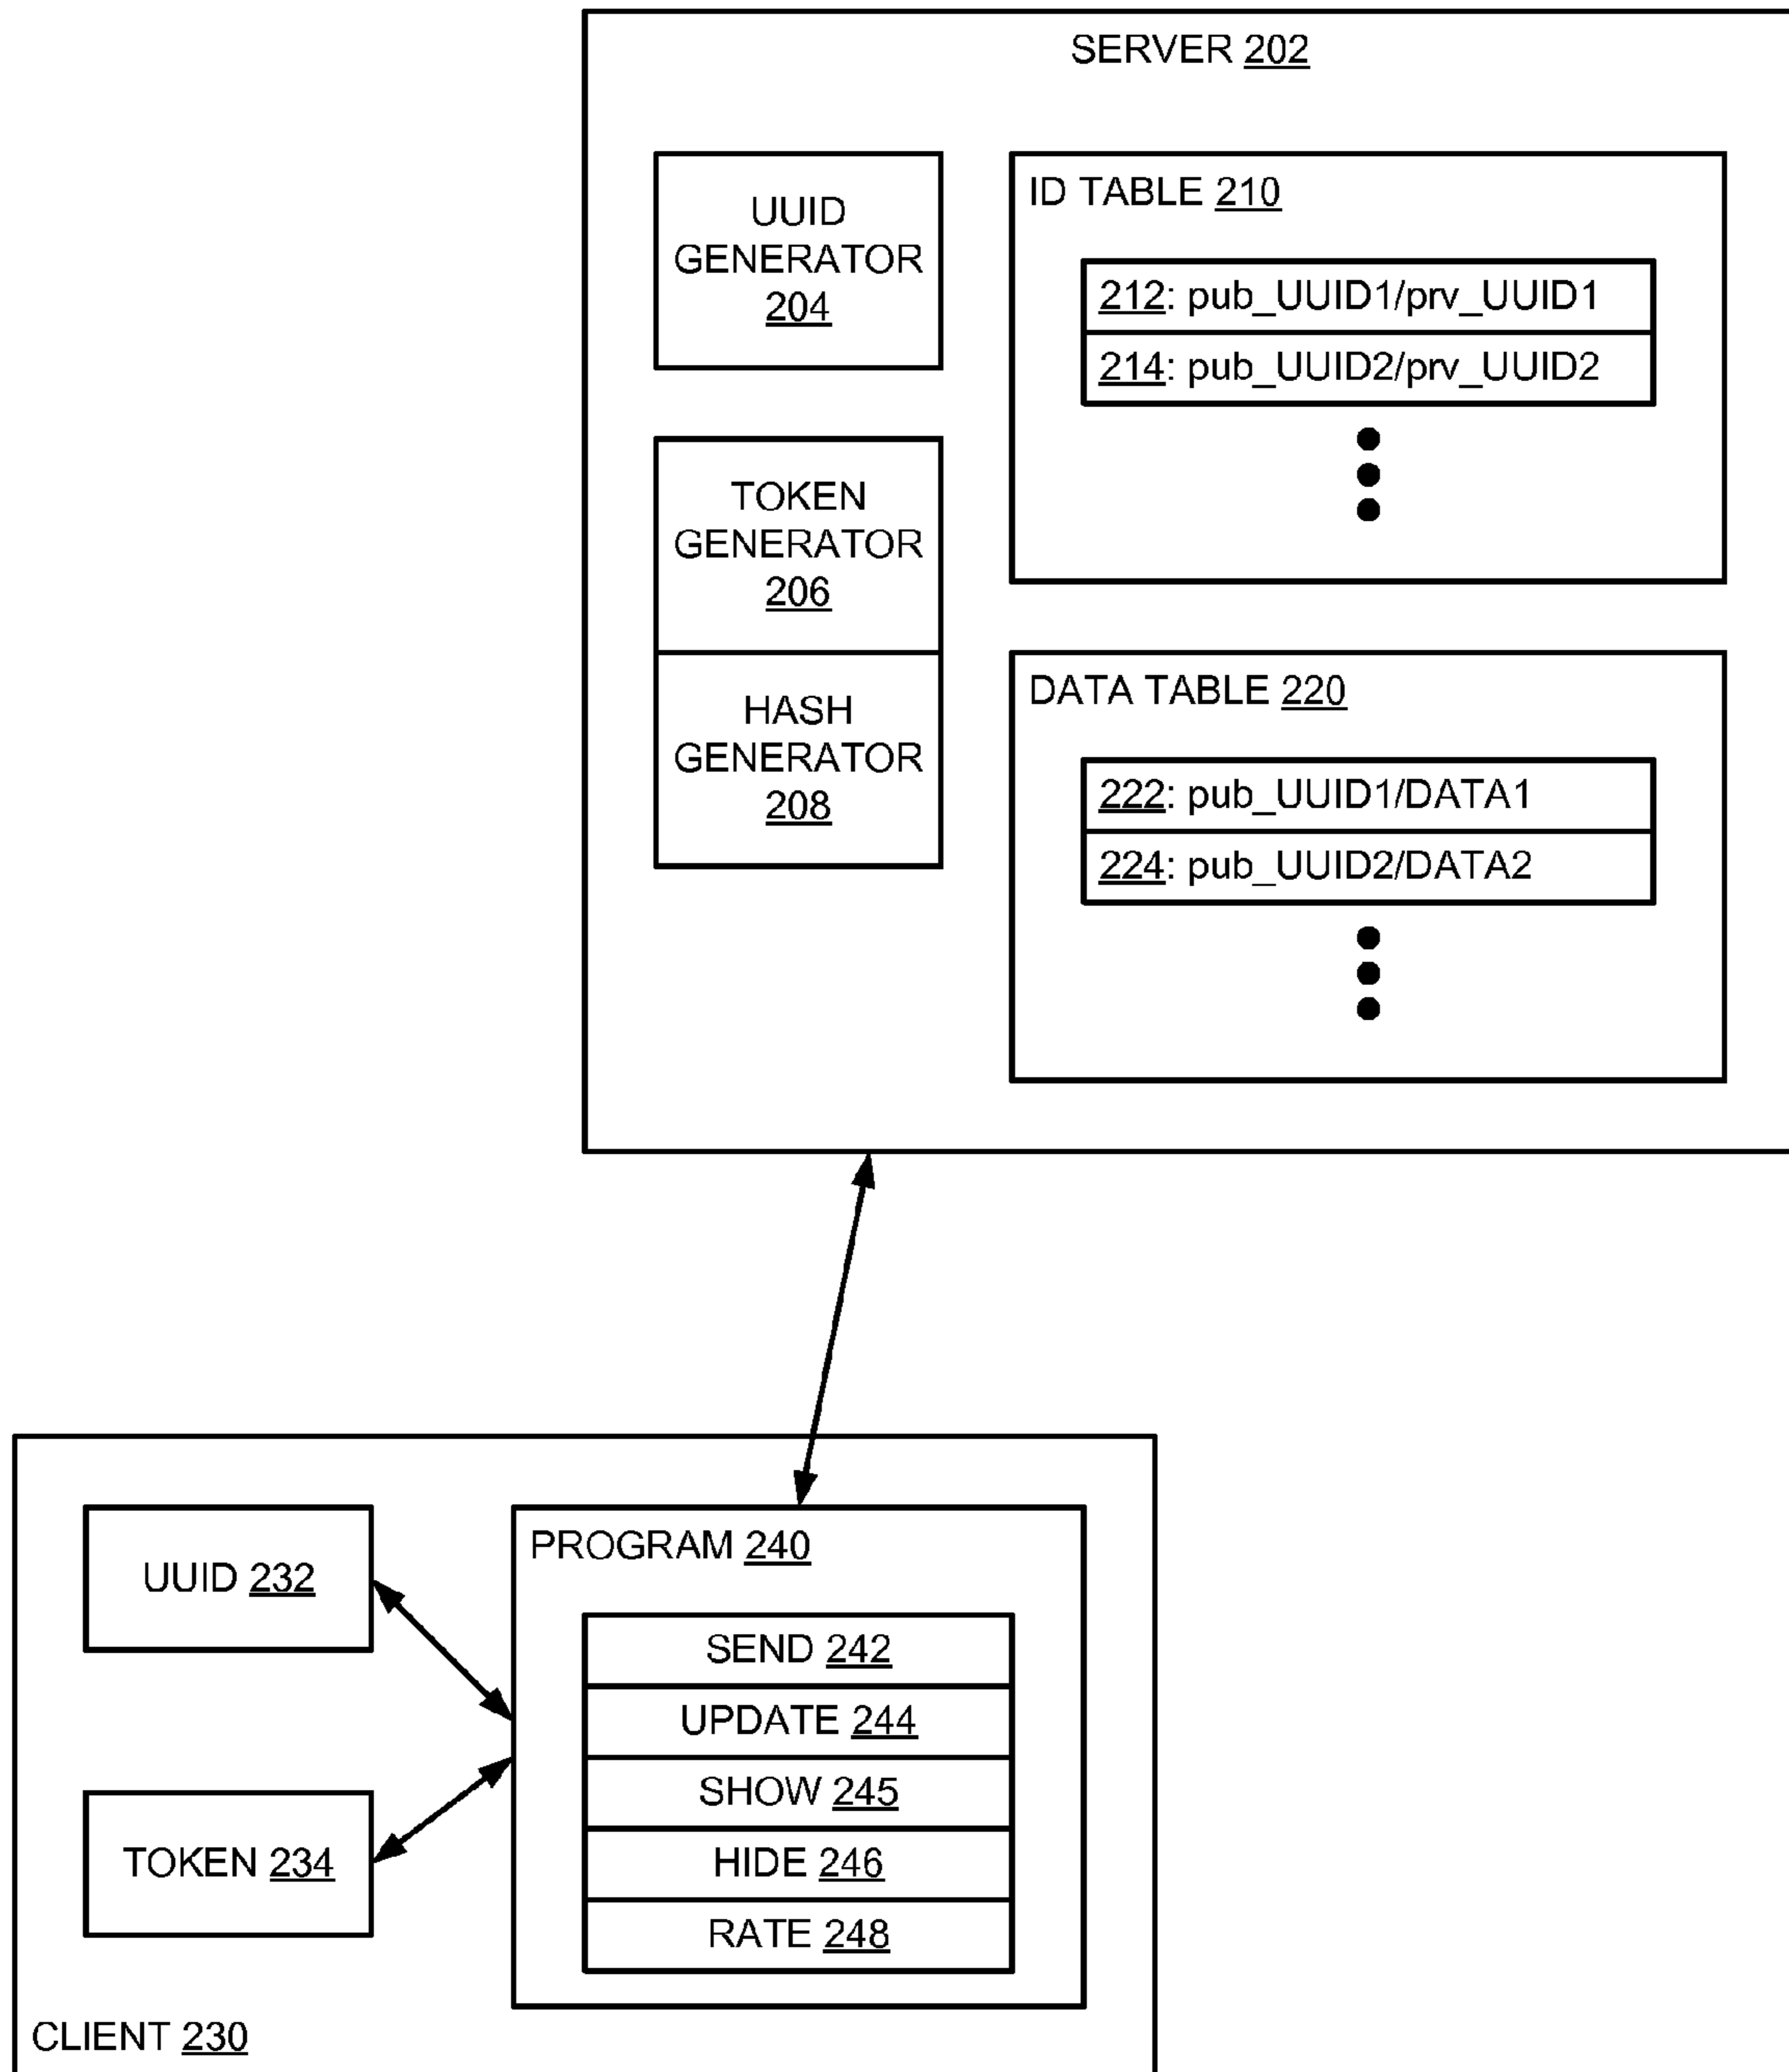 SERVER 202
UUID
GENERATOR
204
TOKEN
GENERATOR
206
HASH
GENERATOR
208
ID TABLE 210
212: pub_UUID1/prv_UUID1
214: pub_UUID2/prv_UUID2
DATA TABLE 220
222: pub_UUID1/DATA1
224: pub_UUID2/DATA2
UUID 232
TOKEN 234
PROGRAM 240
SEND 242
UPDATE 244
SHOW 245
HIDE 246
RATE 248
CLIENT 230